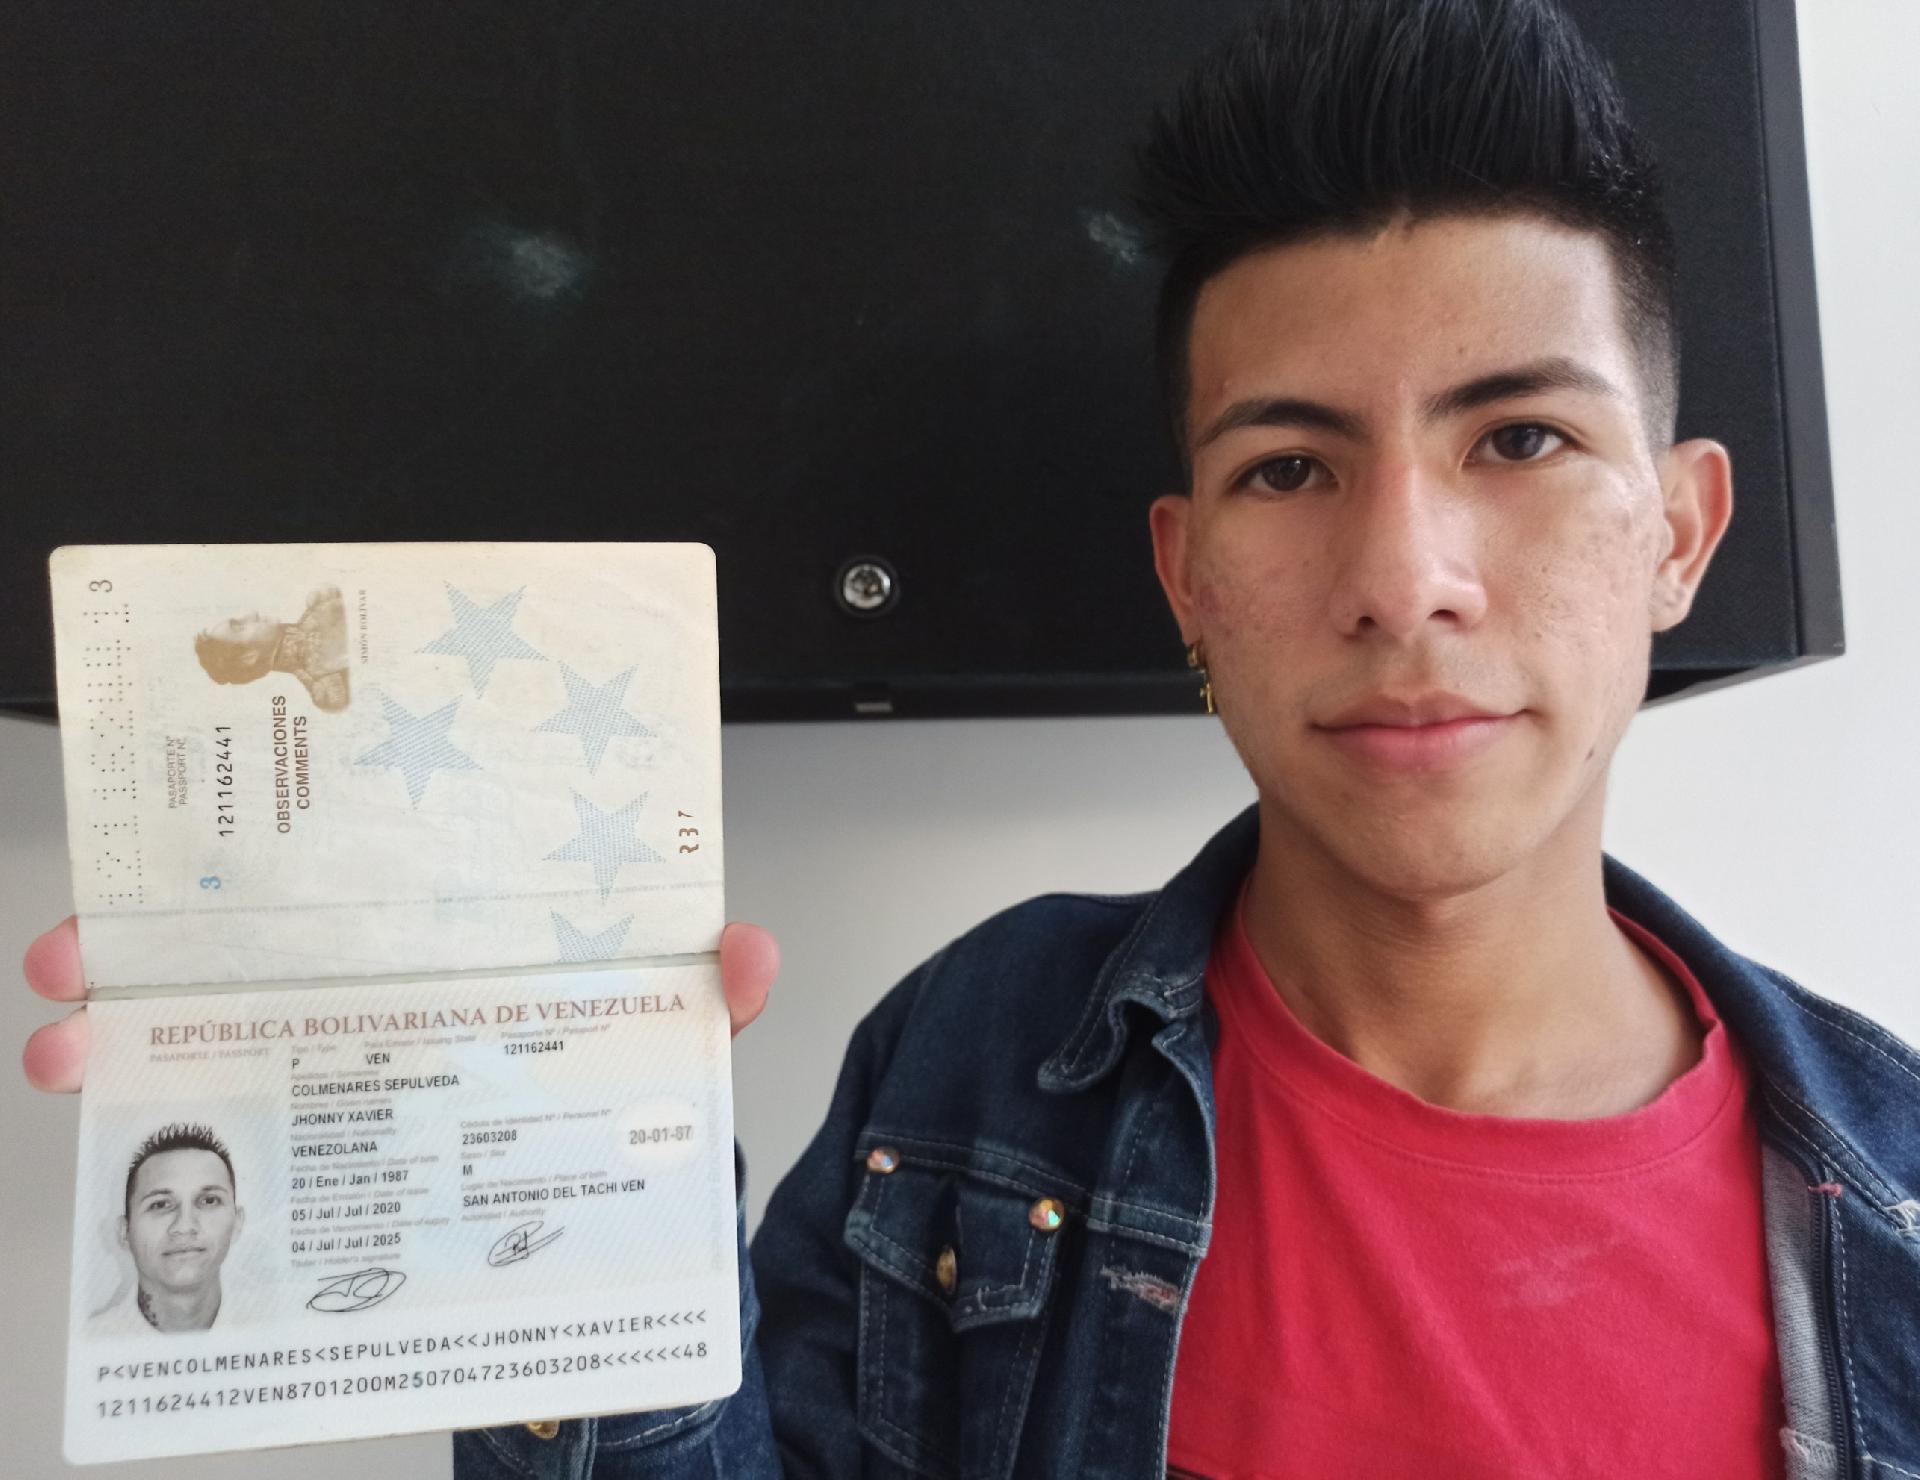 3
SIMÓN BOLÍVAR
PASAPORTE Nº
PASSPORT Nº
121162441
OBSERVACIONES
COMMENTS
3
REPÚBLICA BOLIVARIANA DE VENEZUELA
PASAPORTE / PASSPORT
Tipo / Type País Emisor / Issuing State Pasaporte Nº / Passport Nº
P VEN 121162441
Apellidos / Surnames
COLMENARES SEPULVEDA
Nombres / Given names
JHONNY XAVIER
Nacionalidad / Nationality Cédula de Identidad Nº / Personal Nº
VENEZOLANA 23603208 20-01-87
Fecha de Nacimiento / Date of birth Sexo / Sex
20 / Ene / Jan / 1987 M
Fecha de Emisión / Date of issue Lugar de Nacimiento / Place of birth
05 / Jul / Jul / 2020 SAN ANTONIO DEL TACHI VEN
Fecha de Vencimiento / Date of expiry Autoridad / Authority
04 / Jul / Jul / 2025
Titular / Holder's signature
P<VENCOLMENARES<SEPULVEDA<<JHONNY<XAVIER<<<<
1211624412VEN8701200M250704723603208<<<<<<48